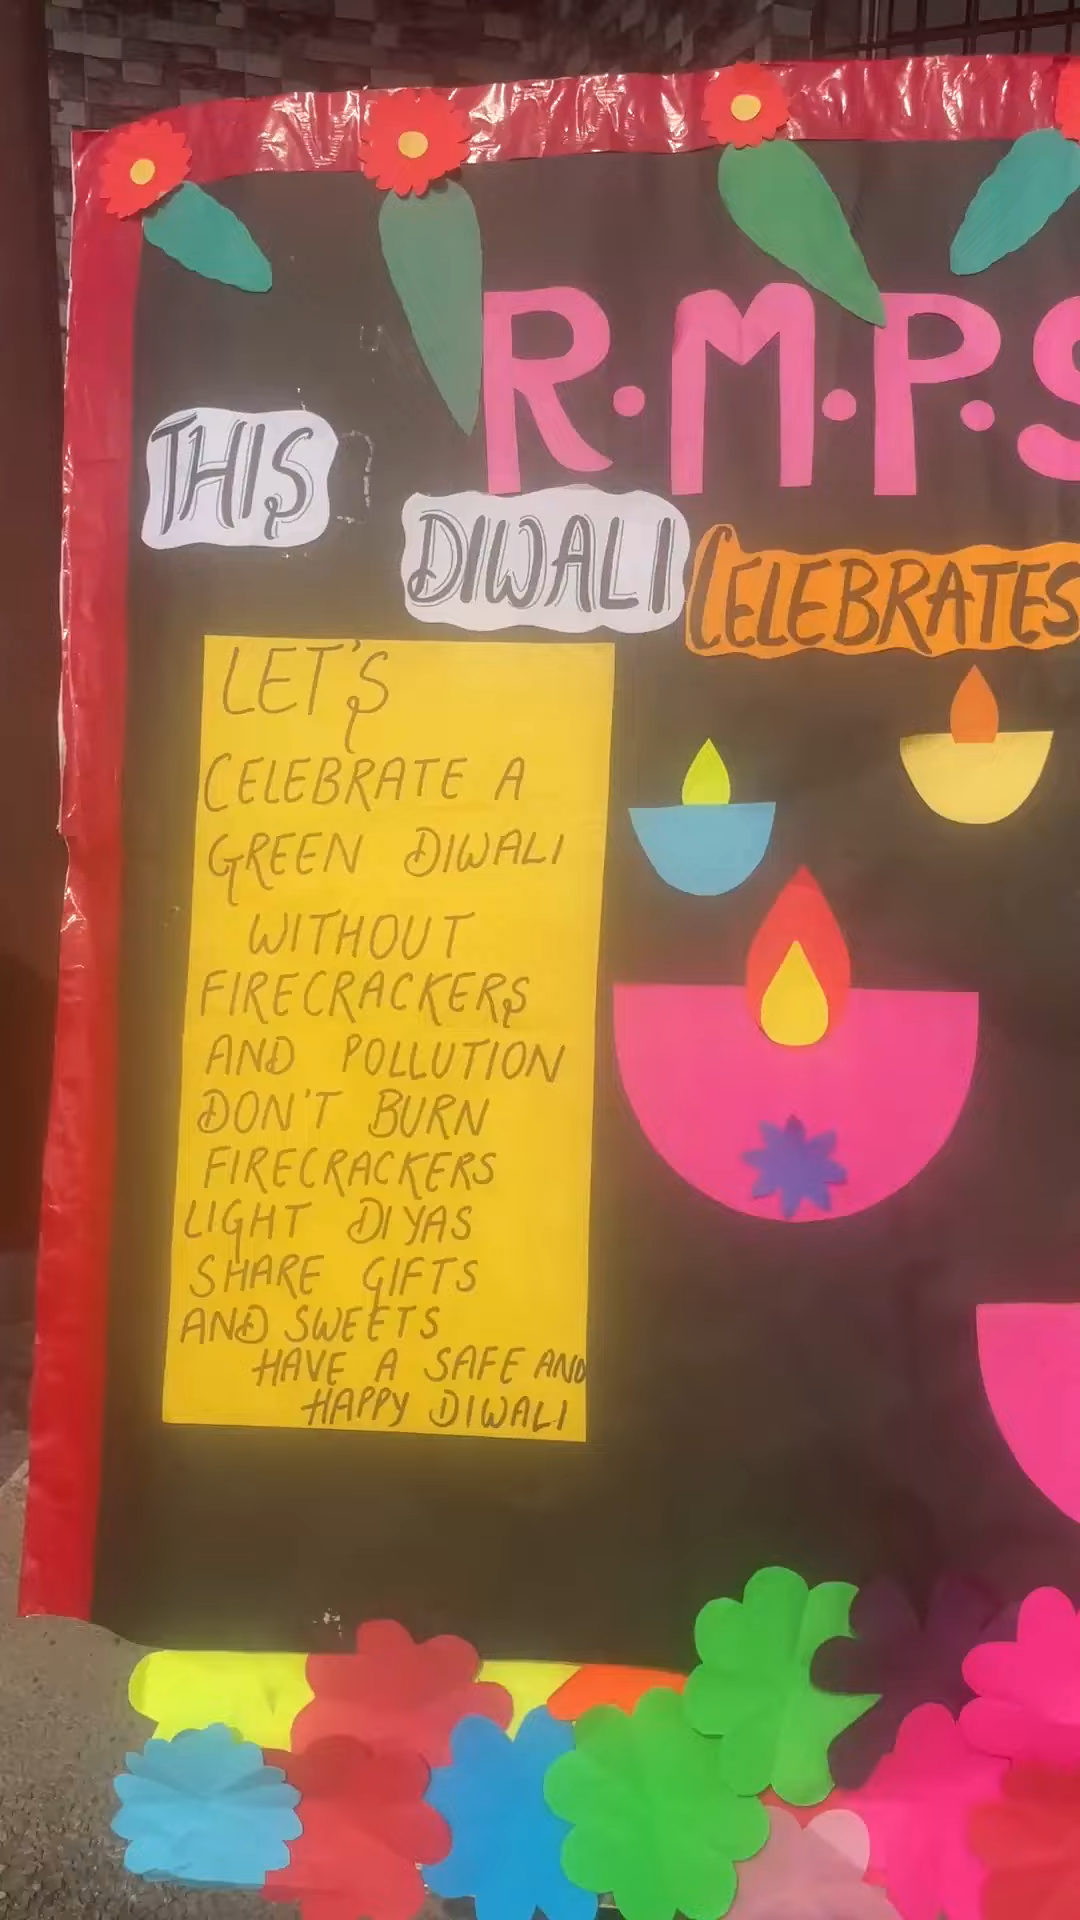 R.M.P.S
THIS
DIWALI
CELEBRATES
LET'S
CELEBRATE A
GREEN DIWALI
WITHOUT
FIRECRACKERS
AND POLLUTION
DON'T BURN
FIRECRACKERS
LIGHT DIYAS
SHARE GIFTS
AND SWEETS
HAVE A SAFE AND
HAPPY DIWALI